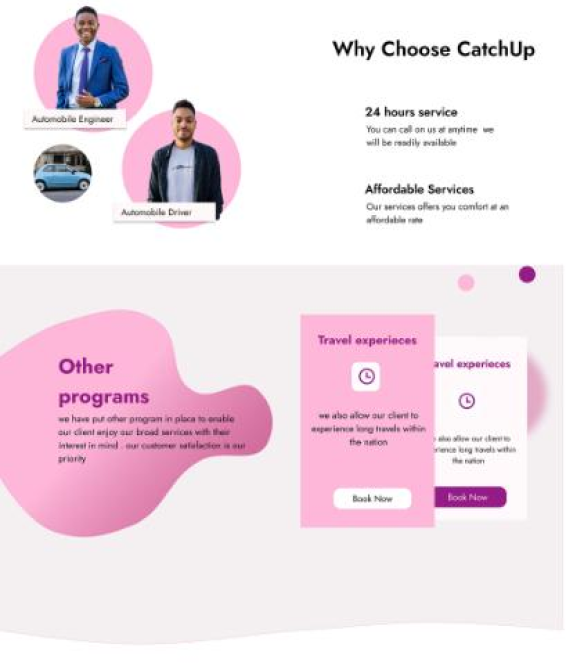 Why Choose CatchUp
Automobile Engineer
24 hours service
You can call on us at anytime we
will be readily available
Automobile Driver
Affordable Services
Our services offers you comfort at an
affordable rate
Other
programs
we have put other program in place to enable
our client enjoy our broad services with their
interest in mind . our customer satisfaction is our
priority
Travel experieces
we also allow our client to
experience long travels within
the nation
Book Now
avel experieces
also allow our client to
rience long travels within
the nation
Book Now